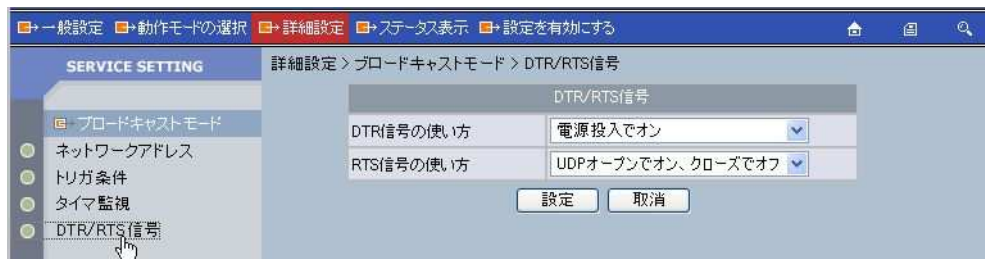 一般設定 動作モードの選択 詳細設定 ステータス表示 設定を有効にする
SERVICE SETTING
ブロードキャストモード
ネットワークアドレス
トリガ条件
タイマ監視
DTR/RTS信号
詳細設定 > ブロードキャストモード > DTR/RTS信号
DTR/RTS信号
DTR信号の使い方 電源投入でオン
RTS信号の使い方 UDPオープンでオン、クローズでオフ
設定 取消